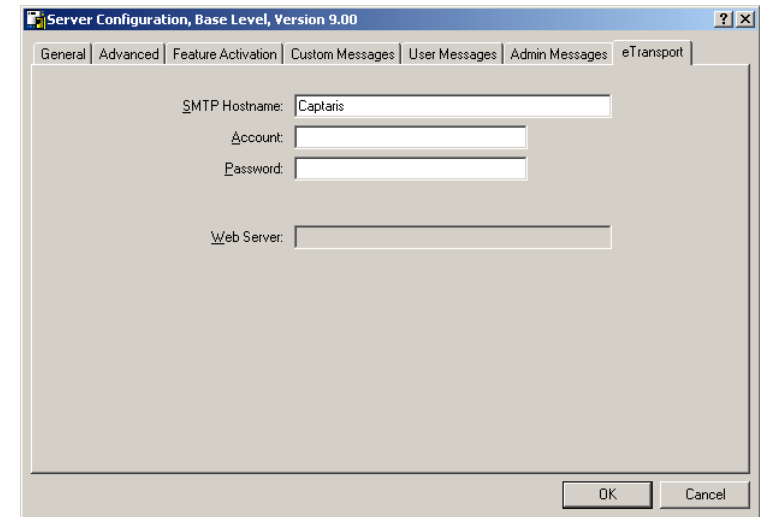 Server Configuration, Base Level, Version 9.00
General Advanced Feature Activation Custom Messages User Messages Admin Messages eTransport
SMTP Hostname: Captaris
Account:
Password:
Web Server:
OK Cancel